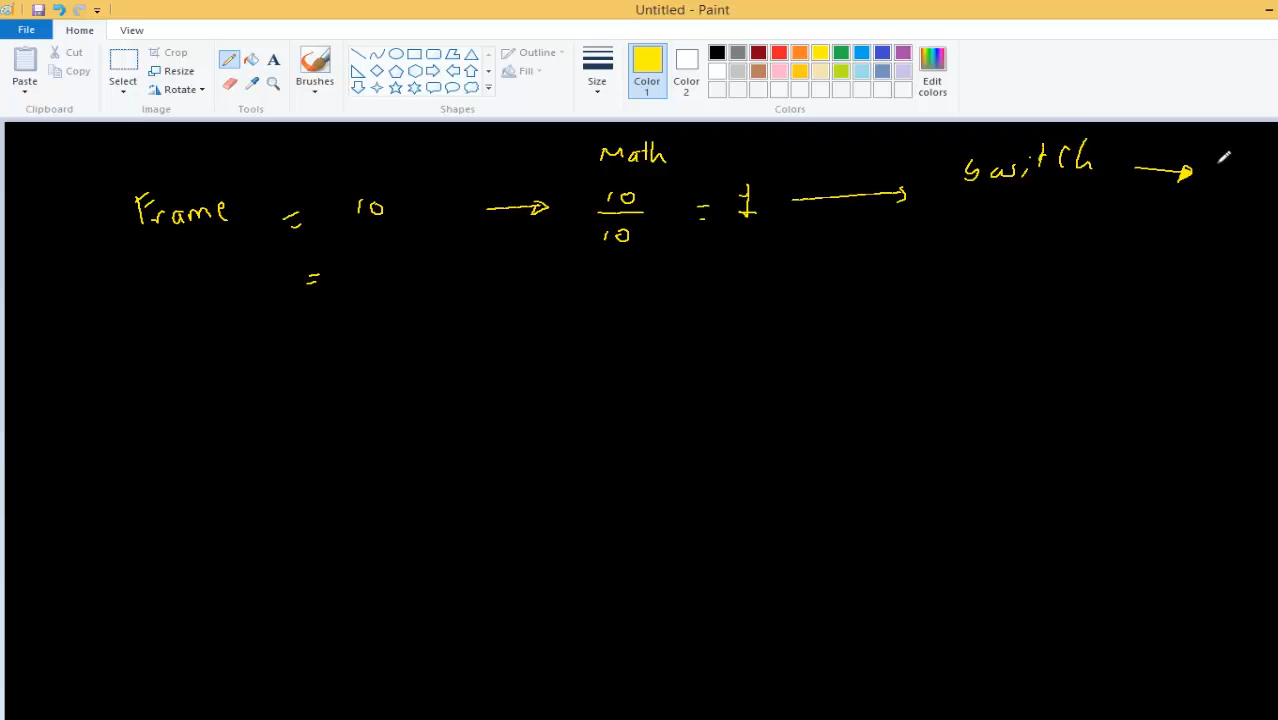 Untitled - Paint
File Home View
Paste Cut Copy Select Crop Resize Rotate A Brushes Outline Fill Size Color 1 Color 2 Edit colors
Clipboard Image Tools Shapes Colors
Math
Switch →
Frame = 10 → 10/10 = 1 →
=